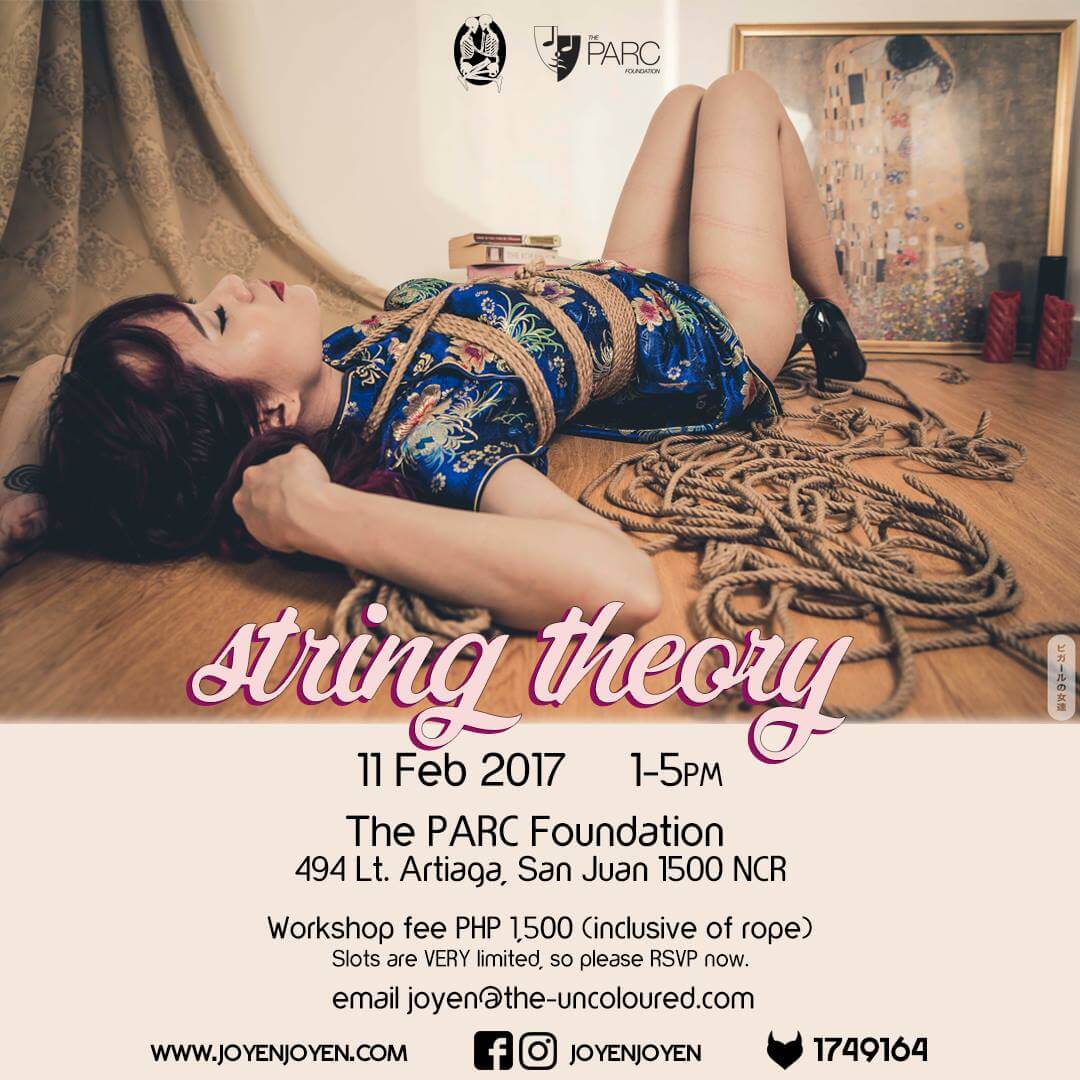 THE
PARC
FOUNDATION
string theory
ビガールの女達
11 Feb 2017 1-5PM
The PARC Foundation
494 Lt. Artiaga, San Juan 1500 NCR
Workshop fee PHP 1,500 (inclusive of rope)
Slots are VERY limited, so please RSVP now.
email joyen@the-uncoloured.com
WWW.JOYENJOYEN.COM JOYENJOYEN 1749164